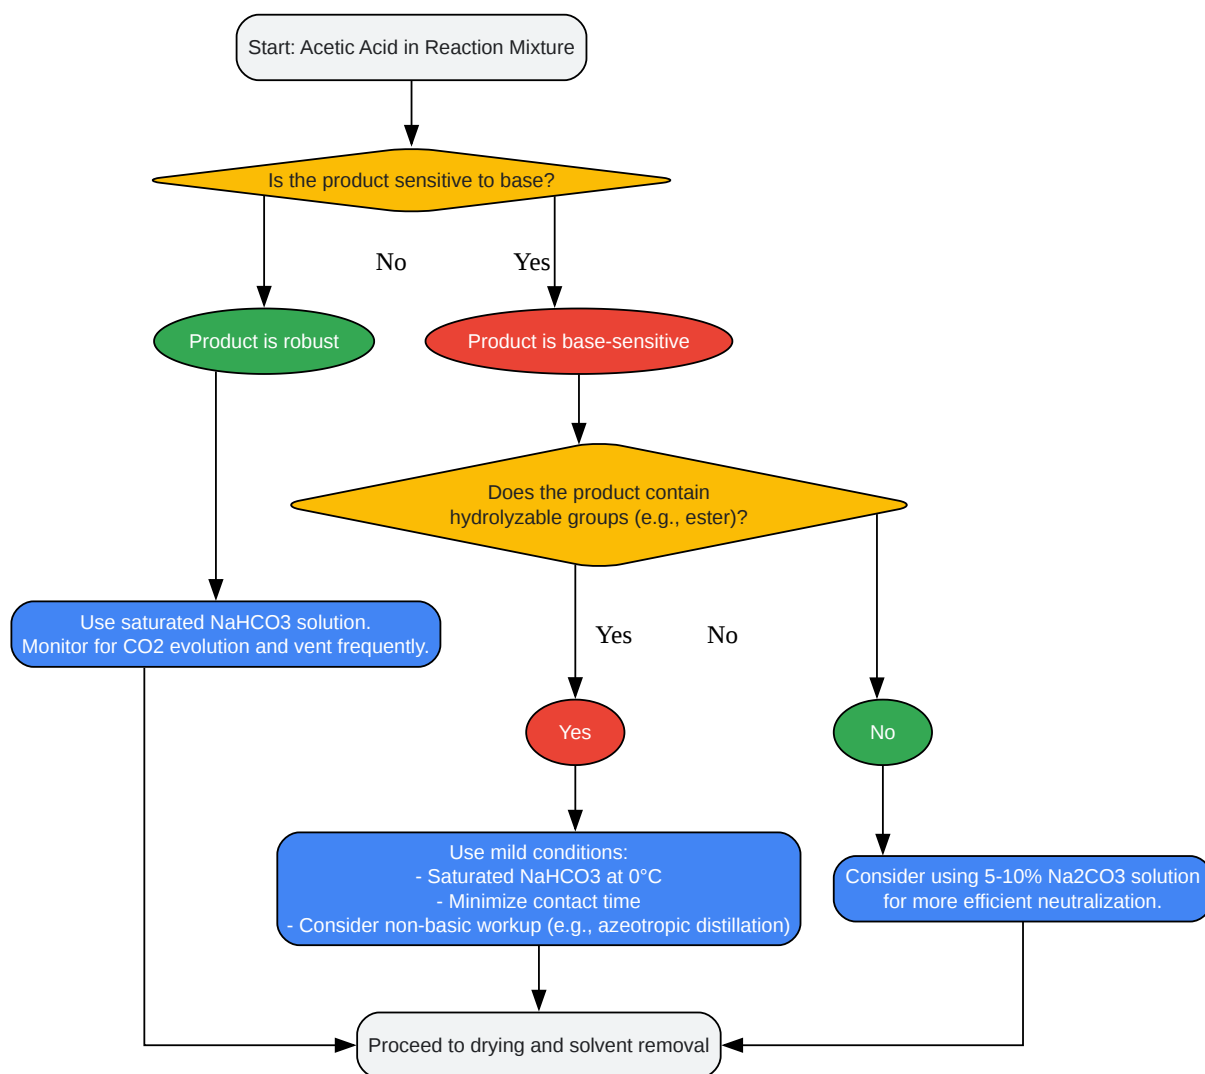 Start: Acetic Acid in Reaction Mixture
Is the product sensitive to base?
No
Yes
Product is robust
Product is base-sensitive
Does the product contain
hydrolyzable groups (e.g., ester)?
Use saturated NaHCO3 solution.
Monitor for CO2 evolution and vent frequently.
Yes
No
Yes
No
Use mild conditions:
- Saturated NaHCO3 at 0°C
- Minimize contact time
- Consider non-basic workup (e.g., azeotropic distillation)
Consider using 5-10% Na2CO3 solution
for more efficient neutralization.
Proceed to drying and solvent removal